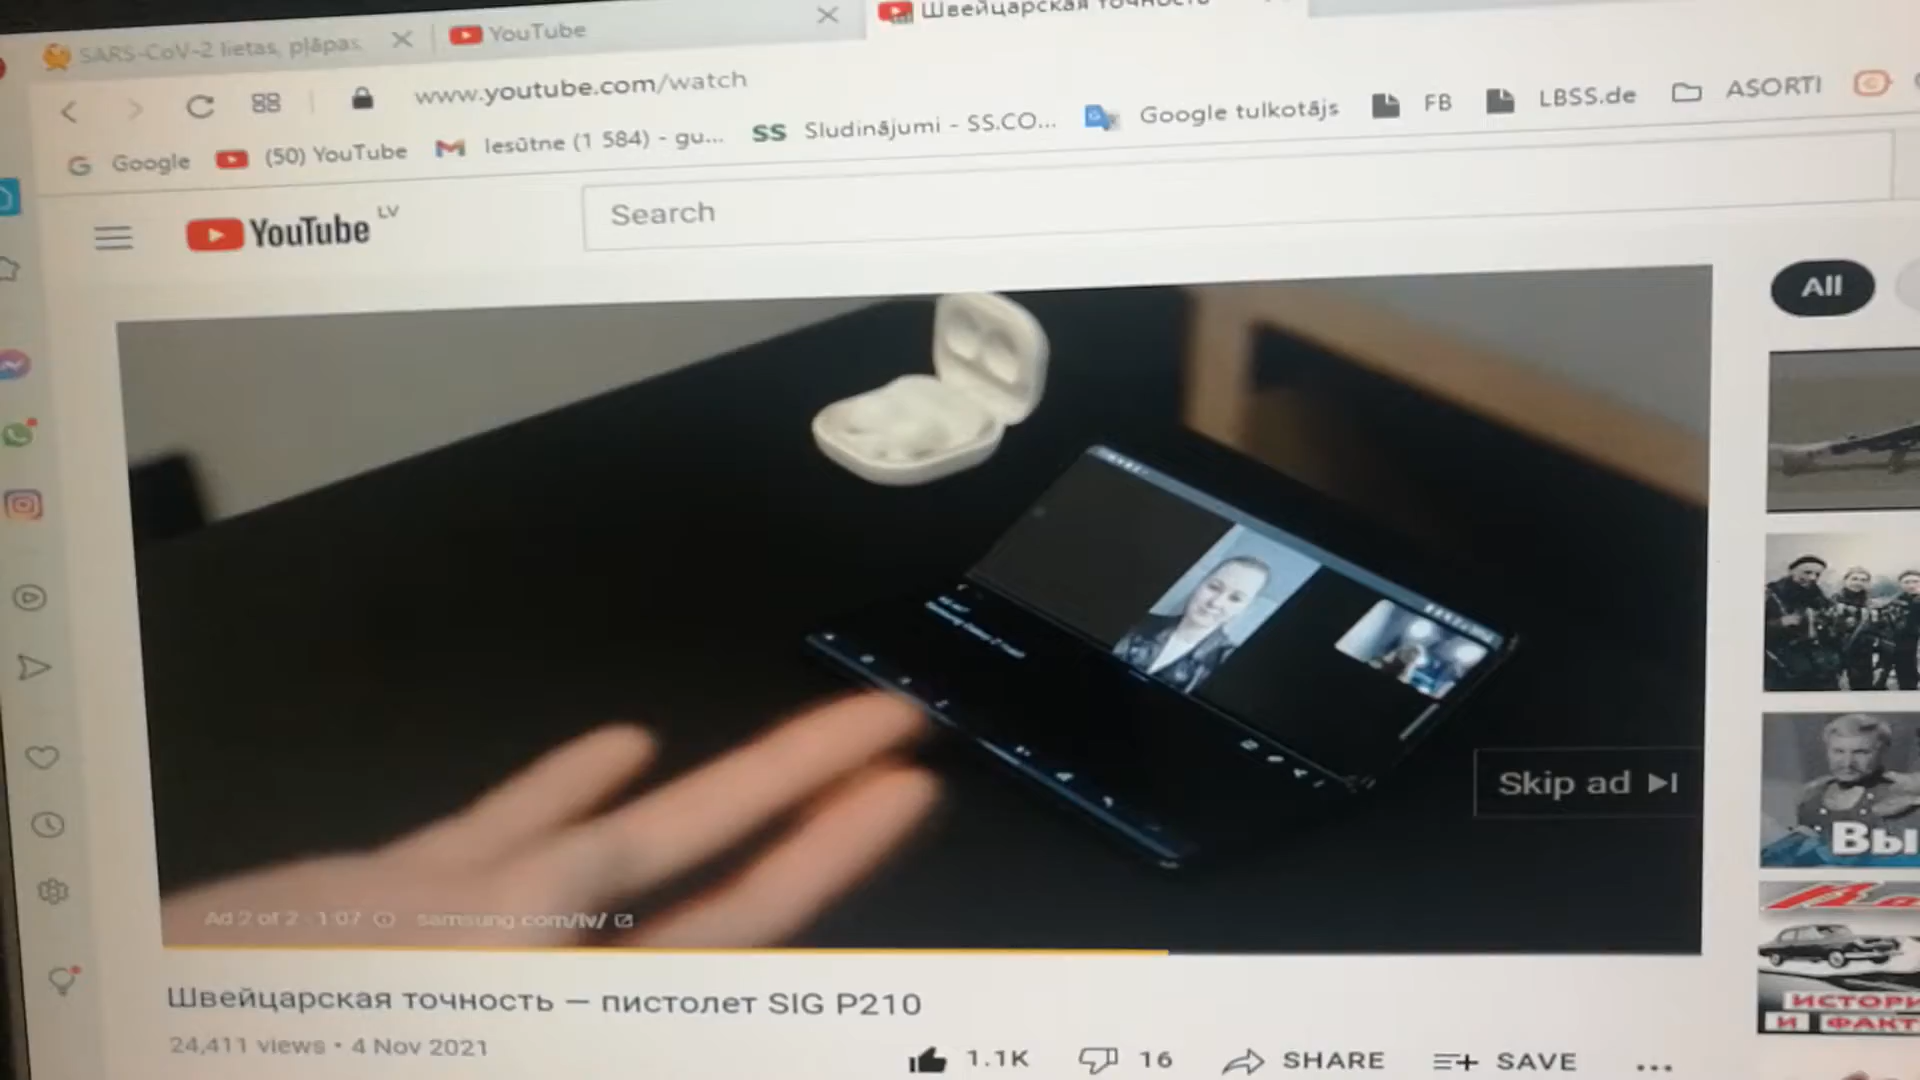 SARS-CoV-2 lietas, pļāpas
YouTube
Швейцарская точность
www.youtube.com/watch
Google
(50) YouTube
Iesūtne (1 584) - gu...
SS Sludinājumi - SS.CO...
Google tulkotājs
FB
LBSS.de
ASORTI
YouTube LV
Search
All
Skip ad
Ad 2 of 2 · 1:07
samsung.com/lv/
Вы
ИСТОРИ
И ФАКТ
Швейцарская точность — пистолет SIG P210
24,411 views • 4 Nov 2021
1.1K
16
SHARE
SAVE
...